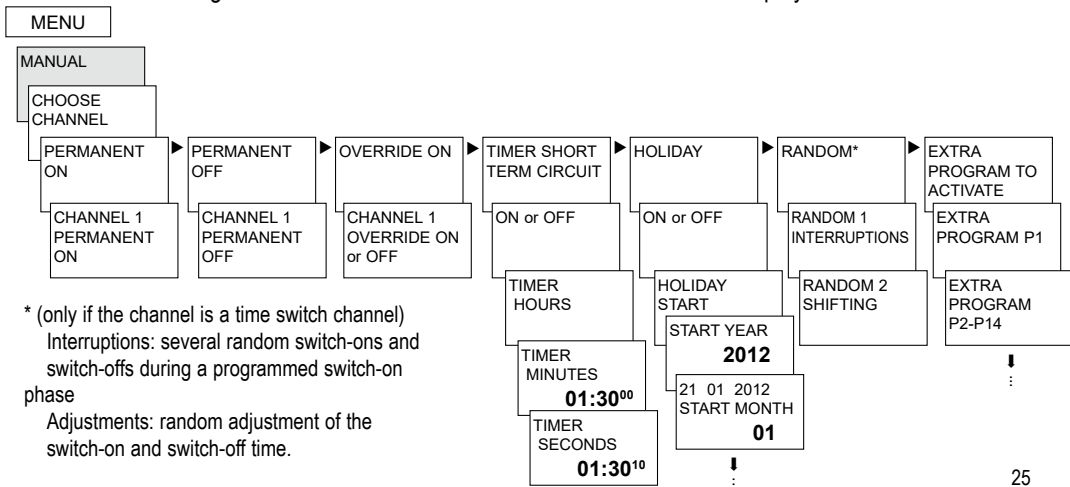 MENU
MANUAL
CHOOSE
CHANNEL
PERMANENT
ON
CHANNEL 1
PERMANENT
ON
PERMANENT
OFF
CHANNEL 1
PERMANENT
OFF
OVERRIDE ON
CHANNEL 1
OVERRIDE ON
or OFF
TIMER SHORT
TERM CIRCUIT
ON or OFF
TIMER
HOURS
TIMER
MINUTES
01:30⁰⁰
TIMER
SECONDS
01:30¹⁰
HOLIDAY
ON or OFF
HOLIDAY
START
START YEAR
2012
21 01 2012
START MONTH
01
RANDOM*
RANDOM 1
INTERRUPTIONS
RANDOM 2
SHIFTING
EXTRA
PROGRAM TO
ACTIVATE
EXTRA
PROGRAM P1
EXTRA
PROGRAM
P2-P14
* (only if the channel is a time switch channel)
Interruptions: several random switch-ons and
switch-offs during a programmed switch-on
phase
Adjustments: random adjustment of the
switch-on and switch-off time.
25